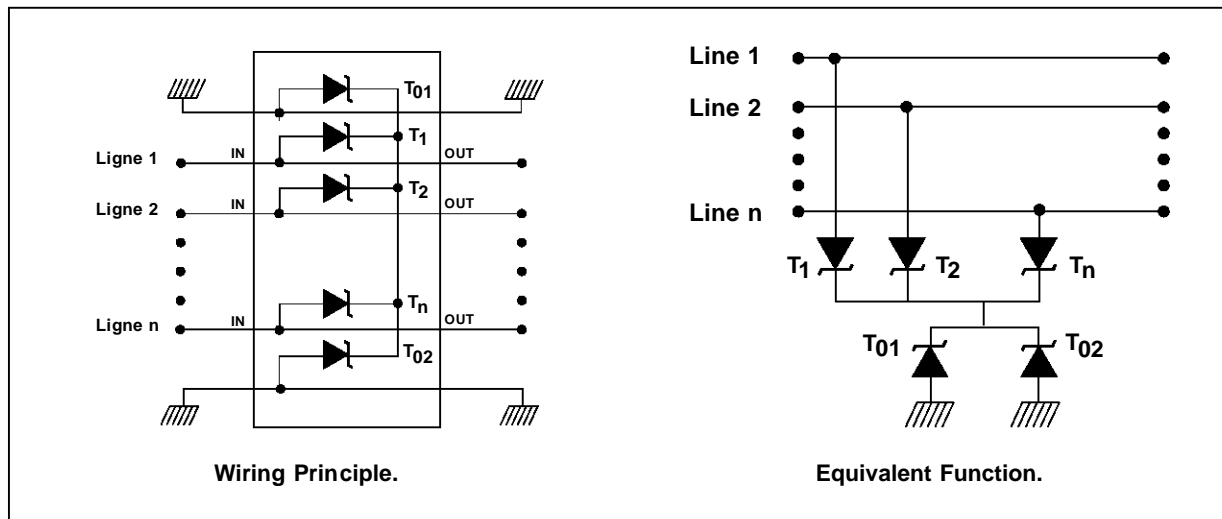 T01
T1
Ligne 1 IN OUT
T2
Ligne 2 IN OUT
Tn
Ligne n IN OUT
T02
Wiring Principle.
Line 1
Line 2
Line n
T1 T2 Tn
T01 T02
Equivalent Function.